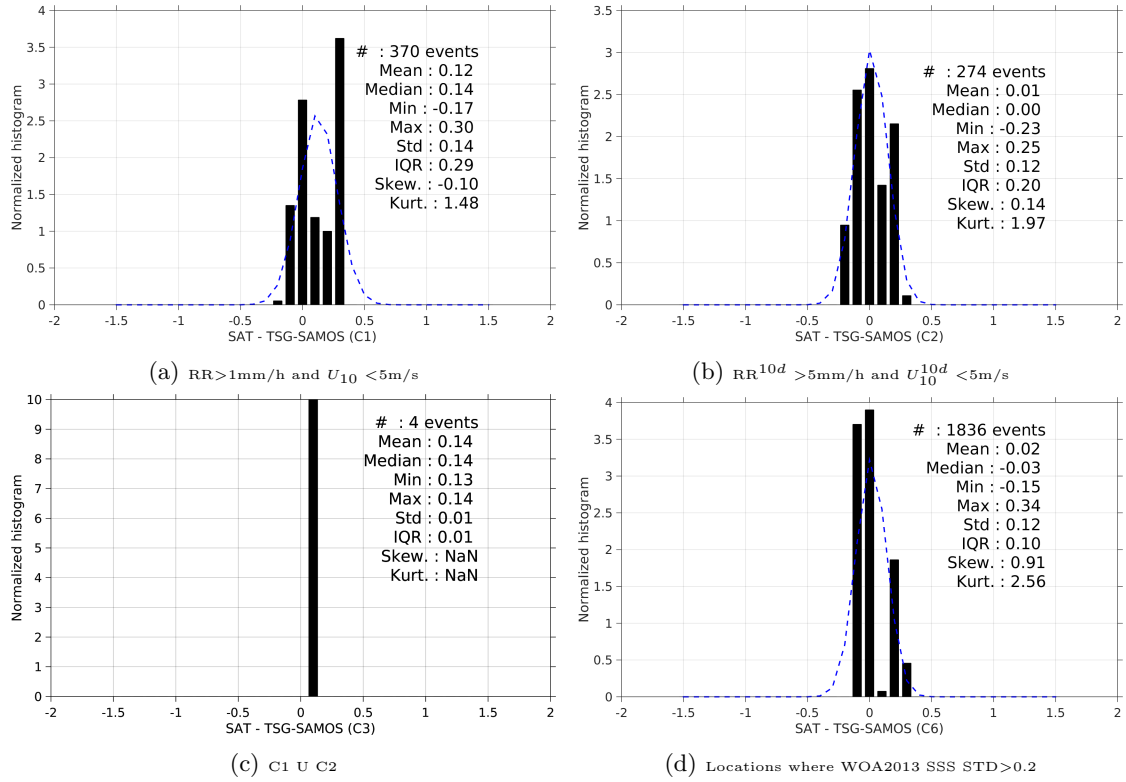 4
3.5
3
2.5
2
1.5
1
0.5
0
-2 -1.5 -1 -0.5 0 0.5 1 1.5 2
Normalized histogram
SAT - TSG-SAMOS (C1)
# : 370 events
Mean : 0.12
Median : 0.14
Min : -0.17
Max : 0.30
Std : 0.14
IQR : 0.29
Skew. : -0.10
Kurt. : 1.48
(a) RR>1mm/h and U10 <5m/s
3.5
3
2.5
2
1.5
1
0.5
0
-2 -1.5 -1 -0.5 0 0.5 1 1.5 2
Normalized histogram
SAT - TSG-SAMOS (C2)
# : 274 events
Mean : 0.01
Median : 0.00
Min : -0.23
Max : 0.25
Std : 0.12
IQR : 0.20
Skew. : 0.14
Kurt. : 1.97
(b) RR10d >5mm/h and U10d10 <5m/s
10
9
8
7
6
5
4
3
2
1
0
-2 -1.5 -1 -0.5 0 0.5 1 1.5 2
Normalized histogram
SAT - TSG-SAMOS (C3)
# : 4 events
Mean : 0.14
Median : 0.14
Min : 0.13
Max : 0.14
Std : 0.01
IQR : 0.01
Skew. : NaN
Kurt. : NaN
(c) C1 U C2
4
3.5
3
2.5
2
1.5
1
0.5
0
-2 -1.5 -1 -0.5 0 0.5 1 1.5 2
Normalized histogram
SAT - TSG-SAMOS (C6)
# : 1836 events
Mean : 0.02
Median : -0.03
Min : -0.15
Max : 0.34
Std : 0.12
IQR : 0.10
Skew. : 0.91
Kurt. : 2.56
(d) Locations where WOA2013 SSS STD>0.2